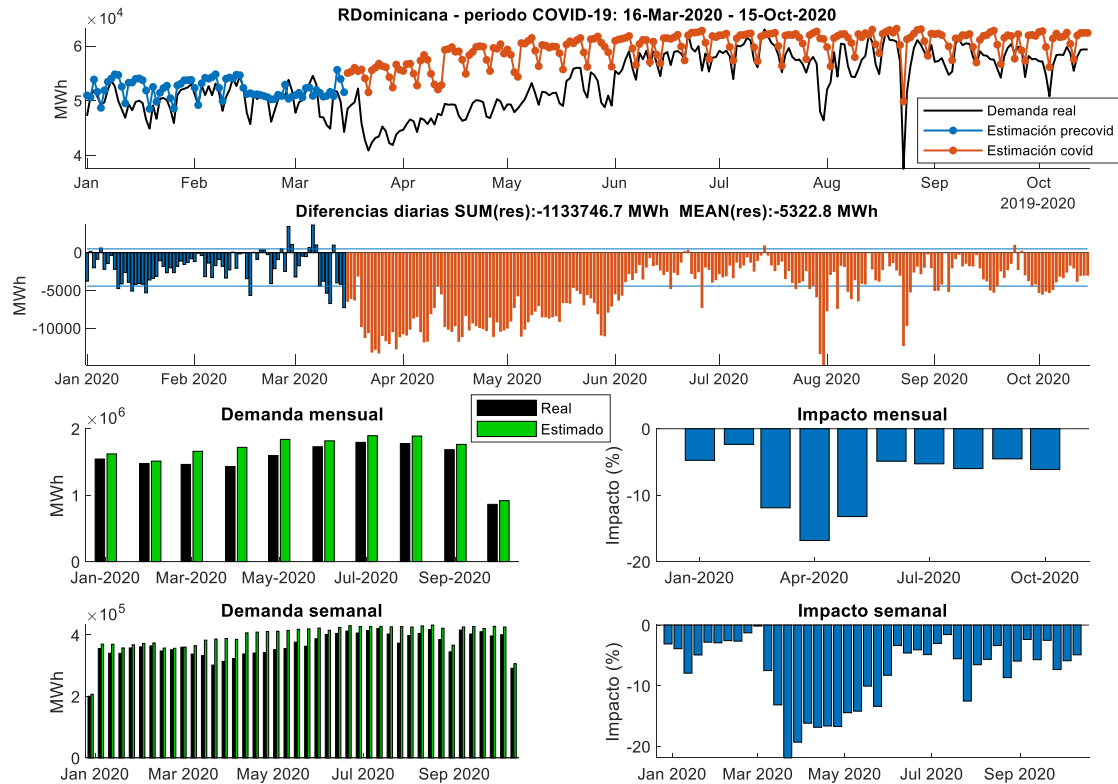 RDominicana - periodo COVID-19: 16-Mar-2020 - 15-Oct-2020
× 10^4
6
5
4
MWh
Demanda real
Estimación precovid
Estimación covid
Jan Feb Mar Apr May Jun Jul Aug Sep Oct
2019-2020
Diferencias diarias SUM(res):-1133746.7 MWh MEAN(res):-5322.8 MWh
0
-5000
-10000
MWh
Jan 2020 Feb 2020 Mar 2020 Apr 2020 May 2020 Jun 2020 Jul 2020 Aug 2020 Sep 2020 Oct 2020
Demanda mensual
× 10^6
2
1
0
MWh
Real
Estimado
Jan-2020 Mar-2020 May-2020 Jul-2020 Sep-2020
Impacto mensual
0
-10
-20
Impacto (%)
Jan-2020 Apr-2020 Jul-2020 Oct-2020
Demanda semanal
× 10^5
4
2
0
MWh
Jan 2020 Mar 2020 May 2020 Jul 2020 Sep 2020
Impacto semanal
0
-10
-20
Impacto (%)
Jan 2020 Mar 2020 May 2020 Jul 2020 Sep 2020